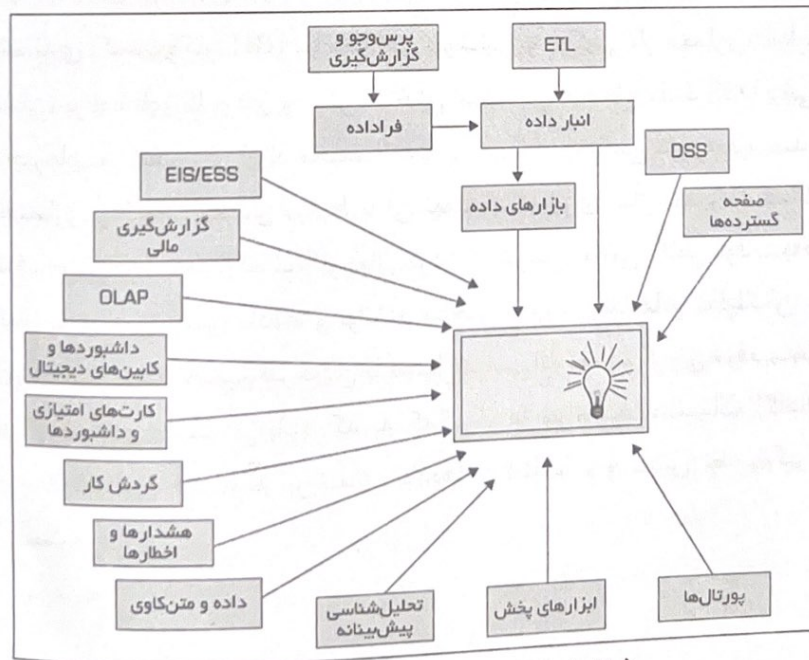 پرس‌وجو و
گزارش‌گیری
ETL
فراداده
انبار داده
DSS
EIS/ESS
بازارهای داده
صفحه
گسترده‌ها
گزارش‌گیری
مالی
OLAP
داشبوردها و
کابین‌های دیجیتال
کارت‌های امتیازی
و داشبوردها
گردش کار
هشدارها و
اخطارها
داده و متن‌کاوی
تحلیل‌شناسی
پیش‌بینانه
ابزارهای پخش
پورتال‌ها